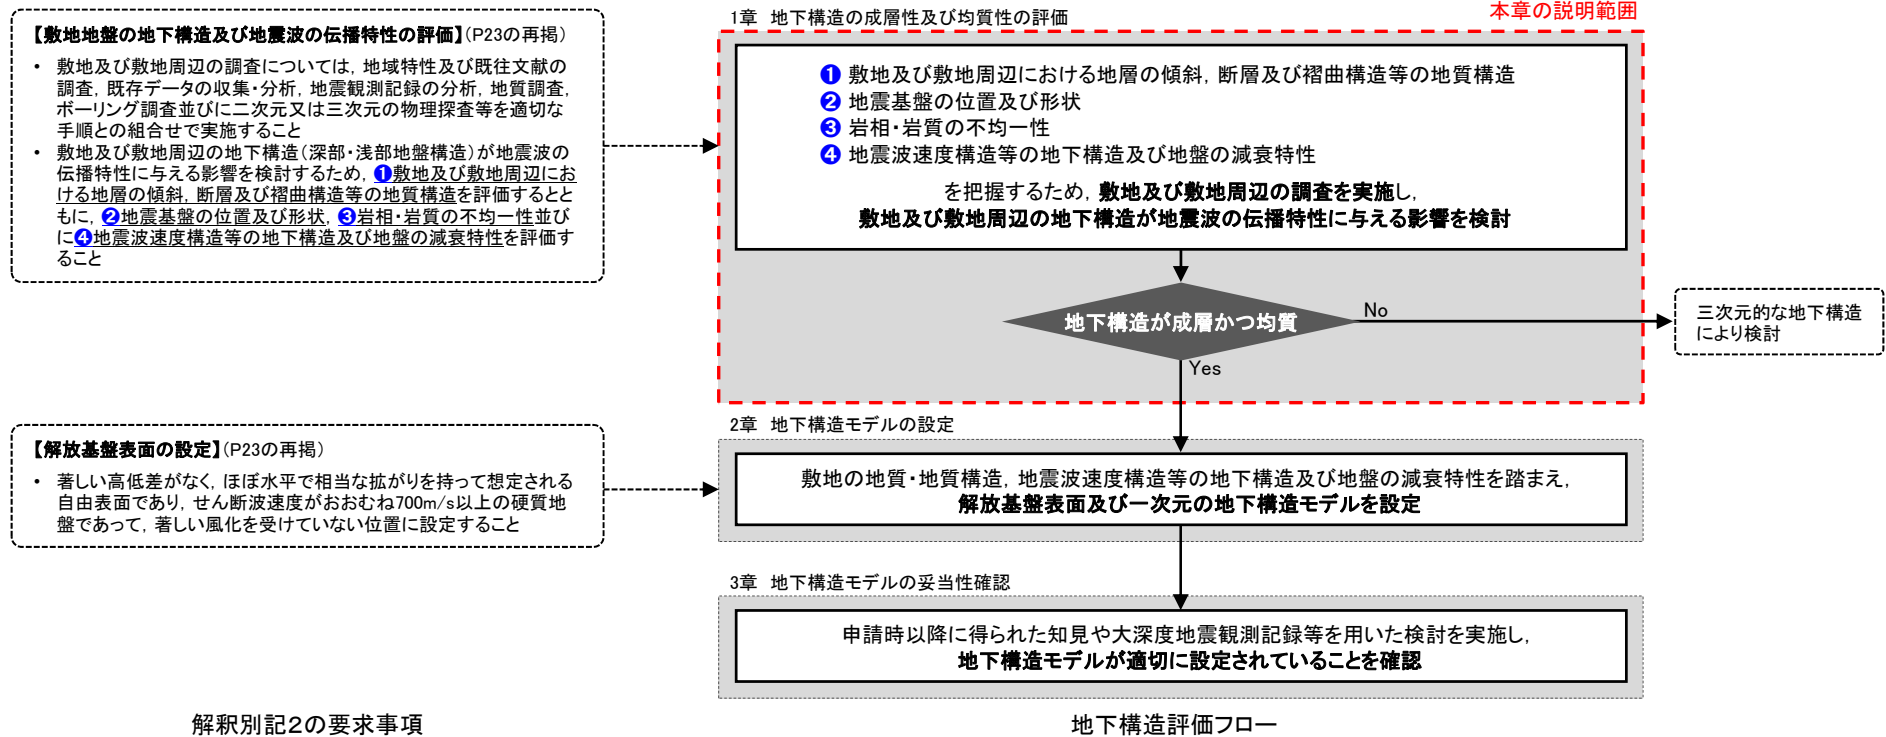 【敷地地盤の地下構造及び地震波の伝播特性の評価】(P23の再掲)
• 敷地及び敷地周辺の調査については，地域特性及び既往文献の
調査，既存データの収集・分析，地震観測記録の分析，地質調査，
ボーリング調査並びに二次元又は三次元の物理探査等を適切な
手順との組合せで実施すること
• 敷地及び敷地周辺の地下構造（深部・浅部地盤構造）が地震波の
伝播特性に与える影響を検討するため，❶敷地及び敷地周辺にお
ける地層の傾斜，断層及び褶曲構造等の地質構造を評価するとと
もに，❷地震基盤の位置及び形状，❸岩相・岩質の不均一性並び
に❹地震波速度構造等の地下構造及び地盤の減衰特性を評価す
ること
【解放基盤表面の設定】(P23の再掲)
• 著しい高低差がなく，ほぼ水平で相当な拡がりを持って想定される
自由表面であり，せん断波速度がおおむね700m/s以上の硬質地
盤であって，著しい風化を受けていない位置に設定すること
解釈別記2の要求事項
1章　地下構造の成層性及び均質性の評価
本章の説明範囲
❶ 敷地及び敷地周辺における地層の傾斜，断層及び褶曲構造等の地質構造
❷ 地震基盤の位置及び形状
❸ 岩相・岩質の不均一性
❹ 地震波速度構造等の地下構造及び地盤の減衰特性
を把握するため，敷地及び敷地周辺の調査を実施し，
敷地及び敷地周辺の地下構造が地震波の伝播特性に与える影響を検討
地下構造が成層かつ均質
No
三次元的な地下構造
により検討
Yes
2章　地下構造モデルの設定
敷地の地質・地質構造，地震波速度構造等の地下構造及び地盤の減衰特性を踏まえ，
解放基盤表面及び一次元の地下構造モデルを設定
3章　地下構造モデルの妥当性確認
申請時以降に得られた知見や大深度地震観測記録等を用いた検討を実施し，
地下構造モデルが適切に設定されていることを確認
地下構造評価フロー